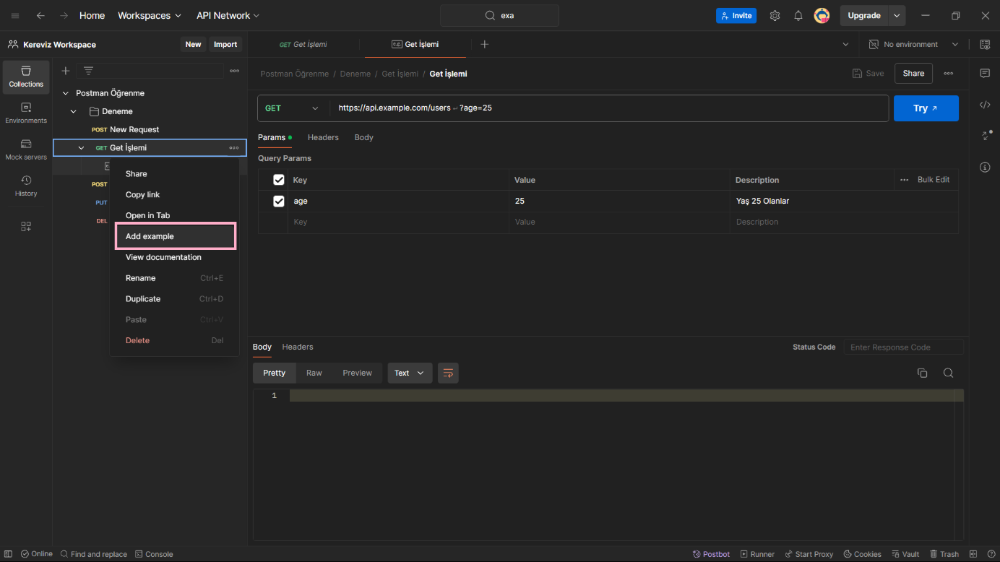 Home Workspaces API Network exa Invite Upgrade
Kereviz Workspace New Import GET Get İşlemi e.g. Get İşlemi No environment
Collections
Environments
Mock servers
History
Postman Öğrenme
Deneme
POST New Request
GET Get İşlemi
POST
PUT
DEL
Share
Copy link
Open in Tab
Add example
View documentation
Rename Ctrl+E
Duplicate Ctrl+D
Paste Ctrl+V
Delete Del
Postman Öğrenme / Deneme / Get İşlemi / Get İşlemi Save Share
GET https://api.example.com/users ?age=25 Try
Params Headers Body
Query Params
Key Value Description Bulk Edit
age 25 Yaş 25 Olanlar
Key Value Description
Body Headers Status Code Enter Response Code
Pretty Raw Preview Text
1
Online Find and replace Console Postbot Runner Start Proxy Cookies Vault Trash